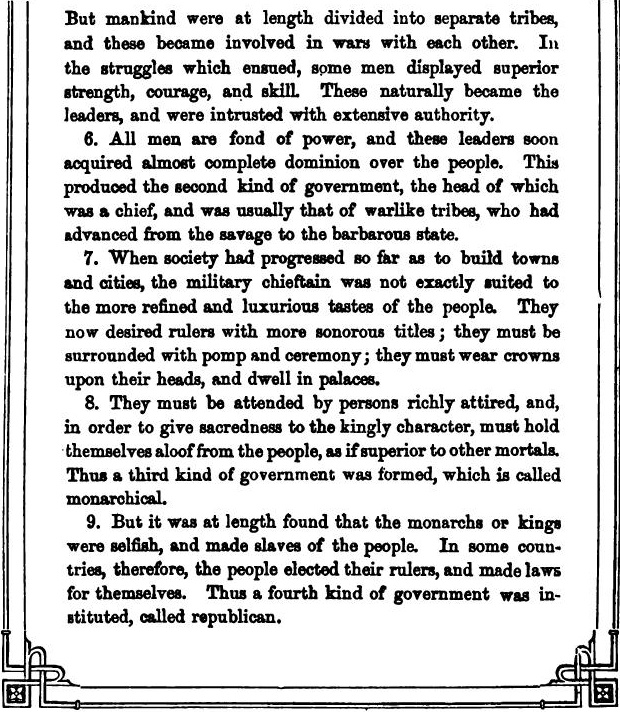 But mankind were at length divided into separate tribes,
and these became involved in wars with each other. In
the struggles which ensued, some men displayed superior
strength, courage, and skill. These naturally became the
leaders, and were intrusted with extensive authority.
6. All men are fond of power, and these leaders soon
acquired almost complete dominion over the people. This
produced the second kind of government, the head of which
was a chief, and was usually that of warlike tribes, who had
advanced from the savage to the barbarous state.
7. When society had progressed so far as to build towns
and cities, the military chieftain was not exactly suited to
the more refined and luxurious tastes of the people. They
now desired rulers with more sonorous titles; they must be
surrounded with pomp and ceremony; they must wear crowns
upon their heads, and dwell in palaces.
8. They must be attended by persons richly attired, and,
in order to give sacredness to the kingly character, must hold
themselves aloof from the people, as if superior to other mortals.
Thus a third kind of government was formed, which is called
monarchical.
9. But it was at length found that the monarchs or kings
were selfish, and made slaves of the people. In some coun-
tries, therefore, the people elected their rulers, and made laws
for themselves. Thus a fourth kind of government was in-
stituted, called republican.